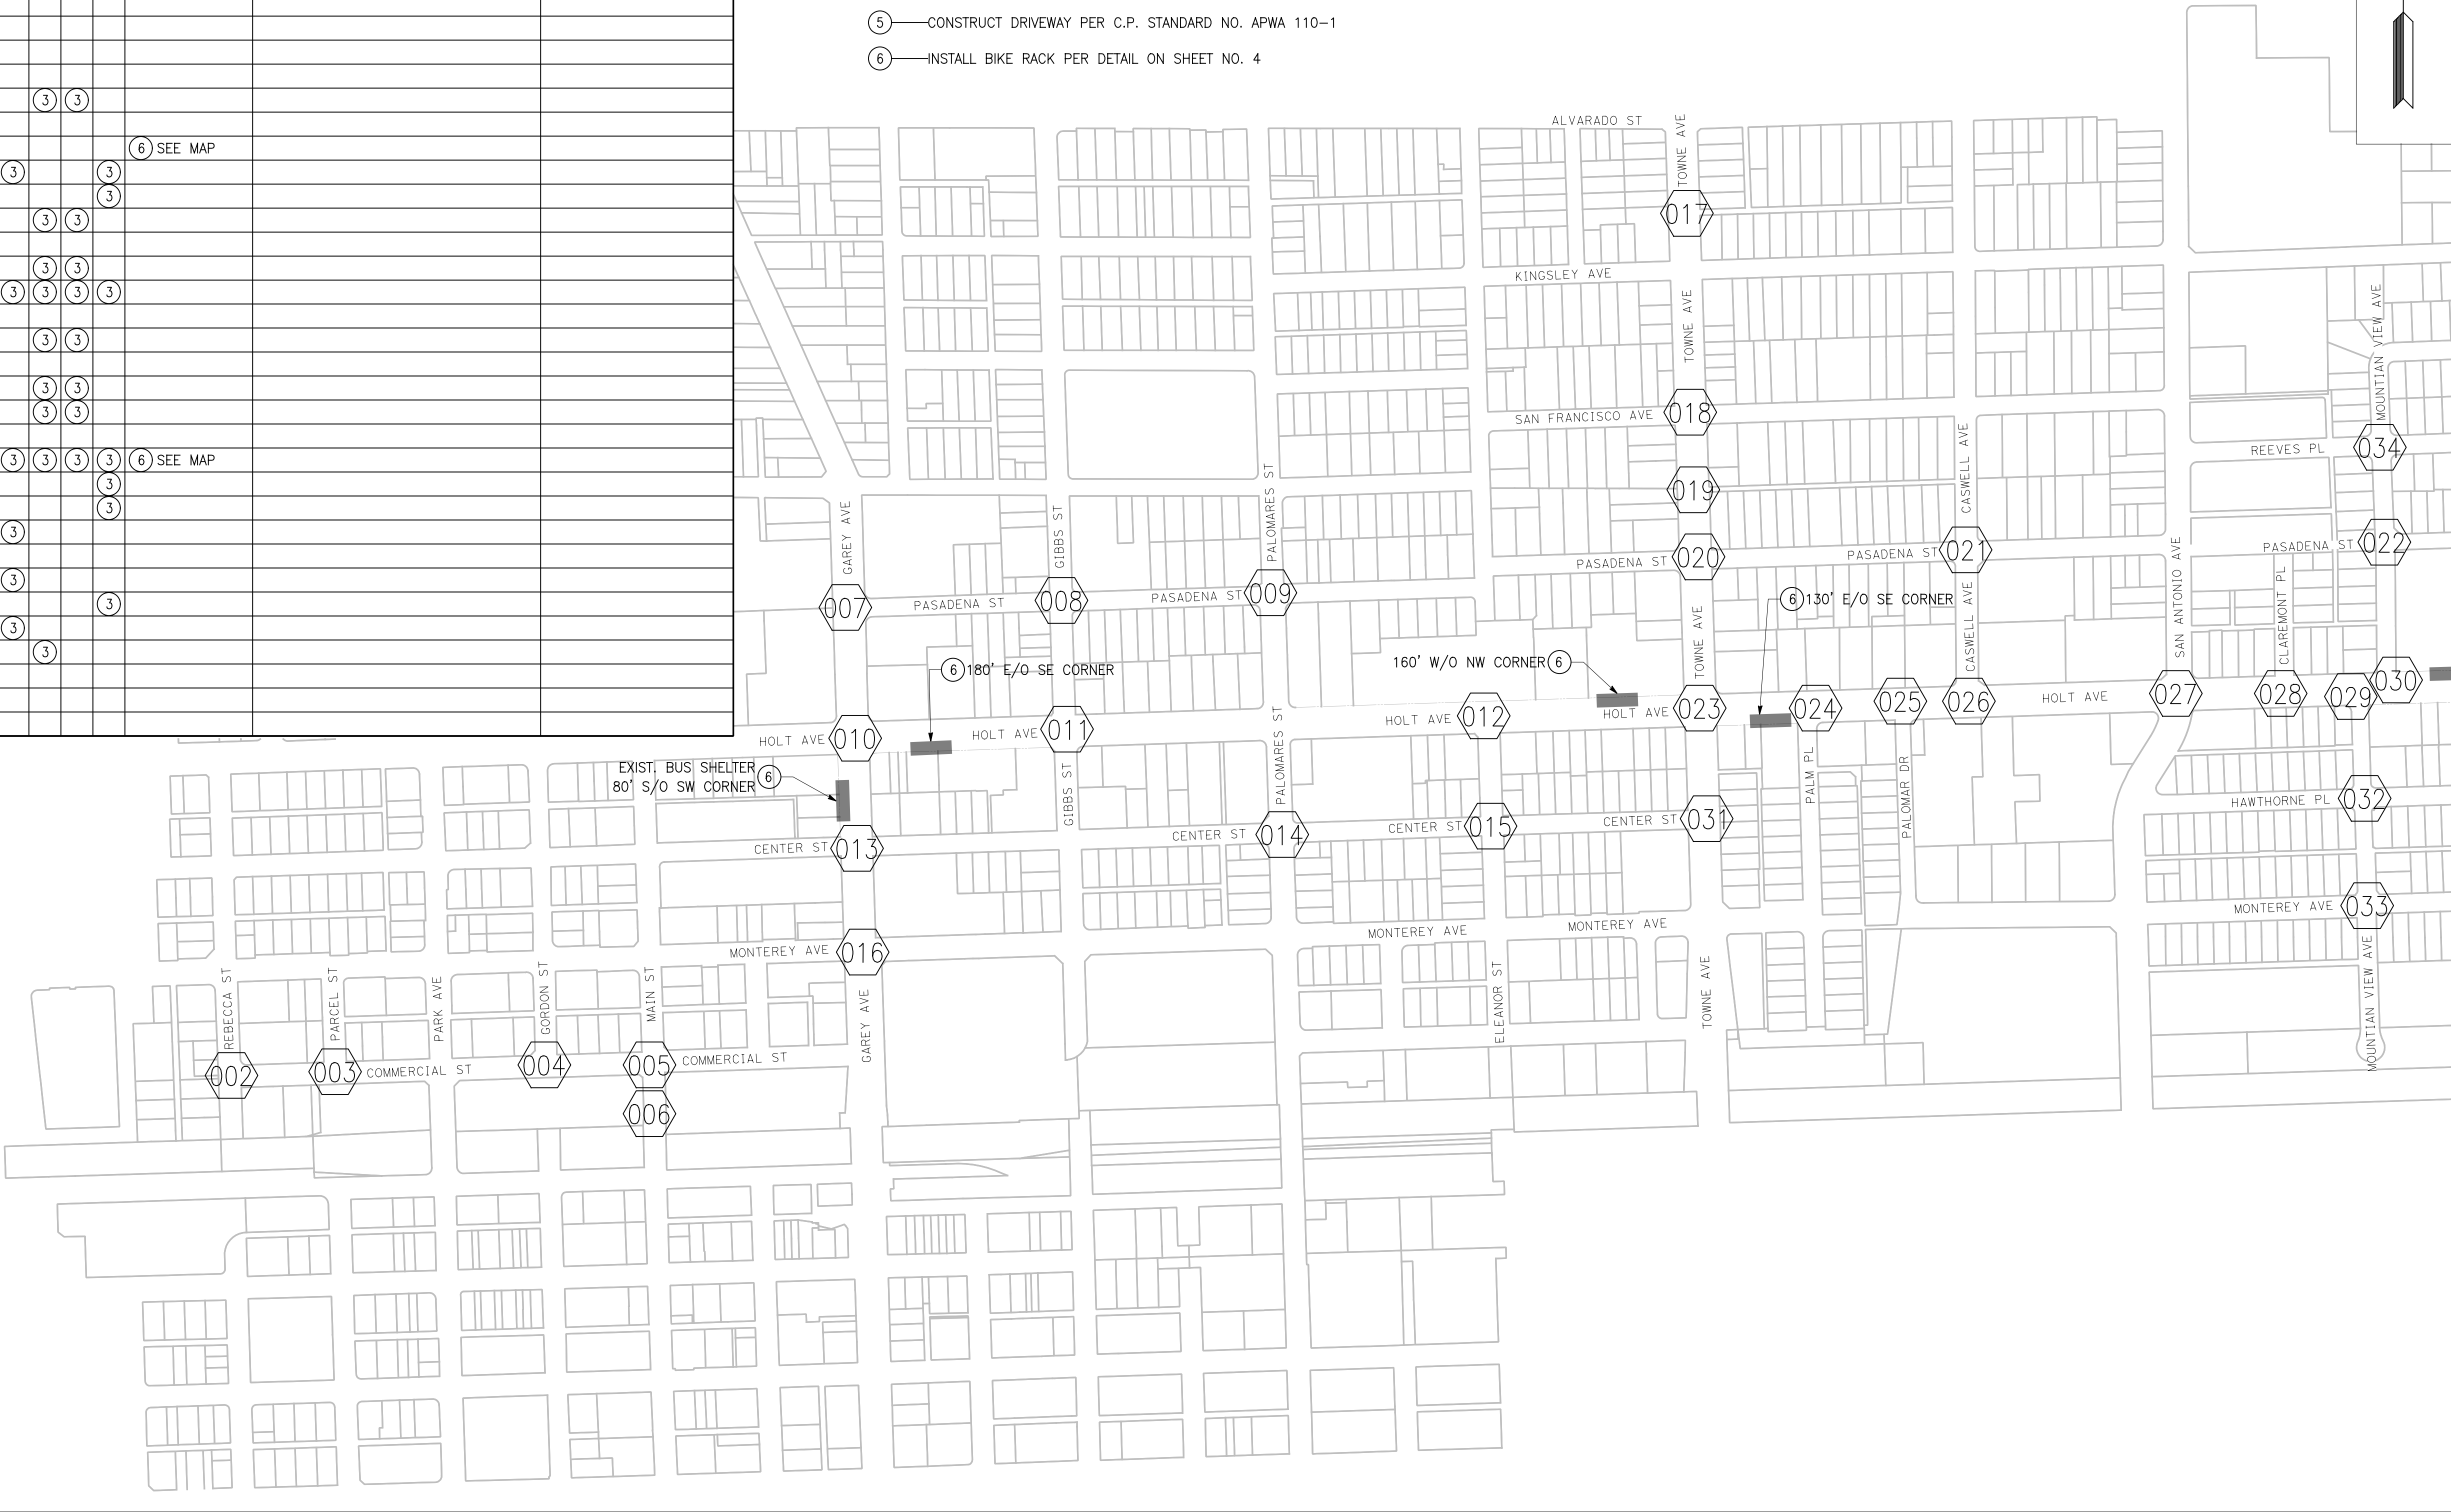 5 CONSTRUCT DRIVEWAY PER C.P. STANDARD NO. APWA 110-1
6 INSTALL BIKE RACK PER DETAIL ON SHEET NO. 4
3 3
6 SEE MAP
3 3
3
3 3
3 3
3 3 3 3
3 3
3 3
3 3
3 3 3 3 6 SEE MAP
3
3
3
3
3
3
3
ALVARADO ST
TOWNE AVE
017
KINGSLEY AVE
TOWNE AVE
MOUNTIAN VIEW AVE
SAN FRANCISCO AVE
018
CASWELL AVE
REEVES PL
034
019
GAREY AVE
GIBBS ST
PALOMARES ST
PASADENA ST
020
PASADENA ST
021
SAN ANTONIO AVE
PASADENA ST
022
007
PASADENA ST
008
PASADENA ST
009
TOWNE AVE
6 130' E/O SE CORNER
CASWELL AVE
CLAREMONT PL
6 180' E/O SE CORNER
160' W/O NW CORNER 6
HOLT AVE
010
HOLT AVE
011
PALOMARES ST
HOLT AVE
012
HOLT AVE
023
024
025
026
HOLT AVE
027
028
029
030
EXIST. BUS SHELTER
80' S/O SW CORNER
6
GIBBS ST
PALM PL
PALOMAR DR
HAWTHORNE PL
032
CENTER ST
013
CENTER ST
014
CENTER ST
015
CENTER ST
031
MONTEREY AVE
016
MONTEREY AVE
MONTEREY AVE
MONTEREY AVE
033
REBECCA ST
PARCEL ST
PARK AVE
GORDON ST
MAIN ST
GAREY AVE
ELEANOR ST
TOWNE AVE
MOUNTIAN VIEW AVE
002
003
COMMERCIAL ST
004
005
COMMERCIAL ST
006